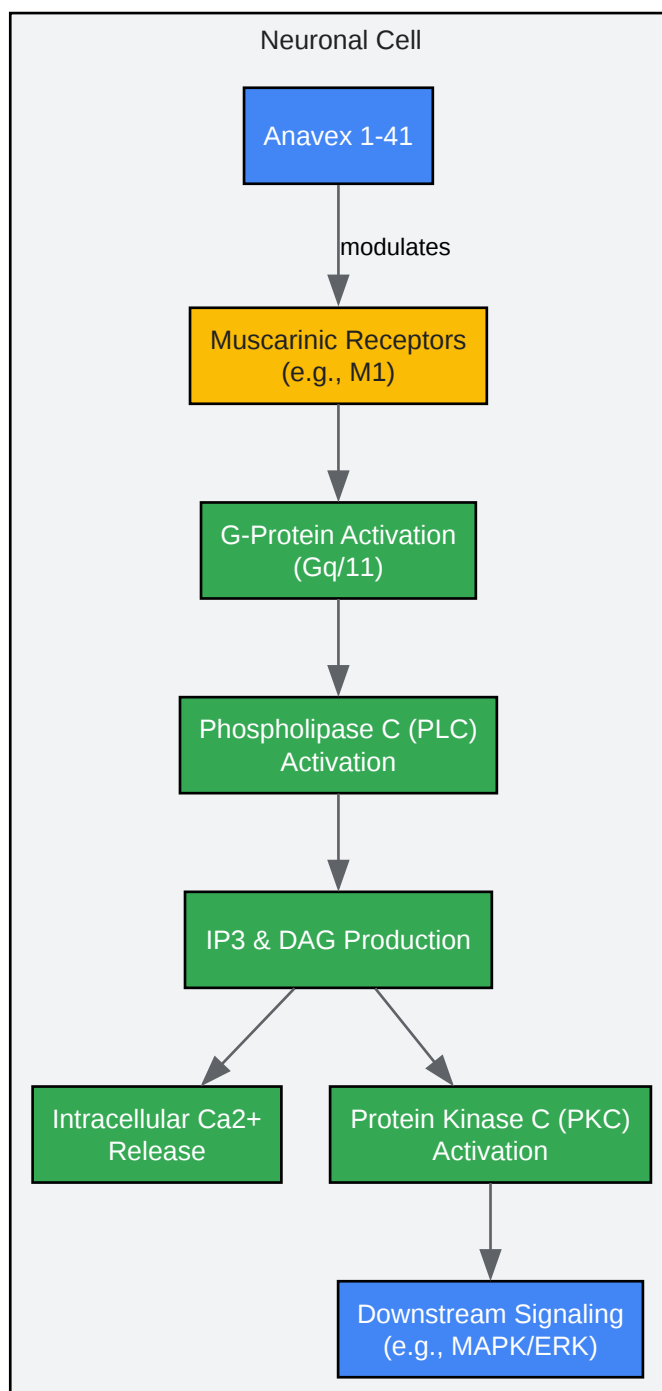 Neuronal Cell
Anavex 1-41
modulates
Muscarinic Receptors
(e.g., M1)
G-Protein Activation
(Gq/11)
Phospholipase C (PLC)
Activation
IP3 & DAG Production
Intracellular Ca2+
Release
Protein Kinase C (PKC)
Activation
Downstream Signaling
(e.g., MAPK/ERK)